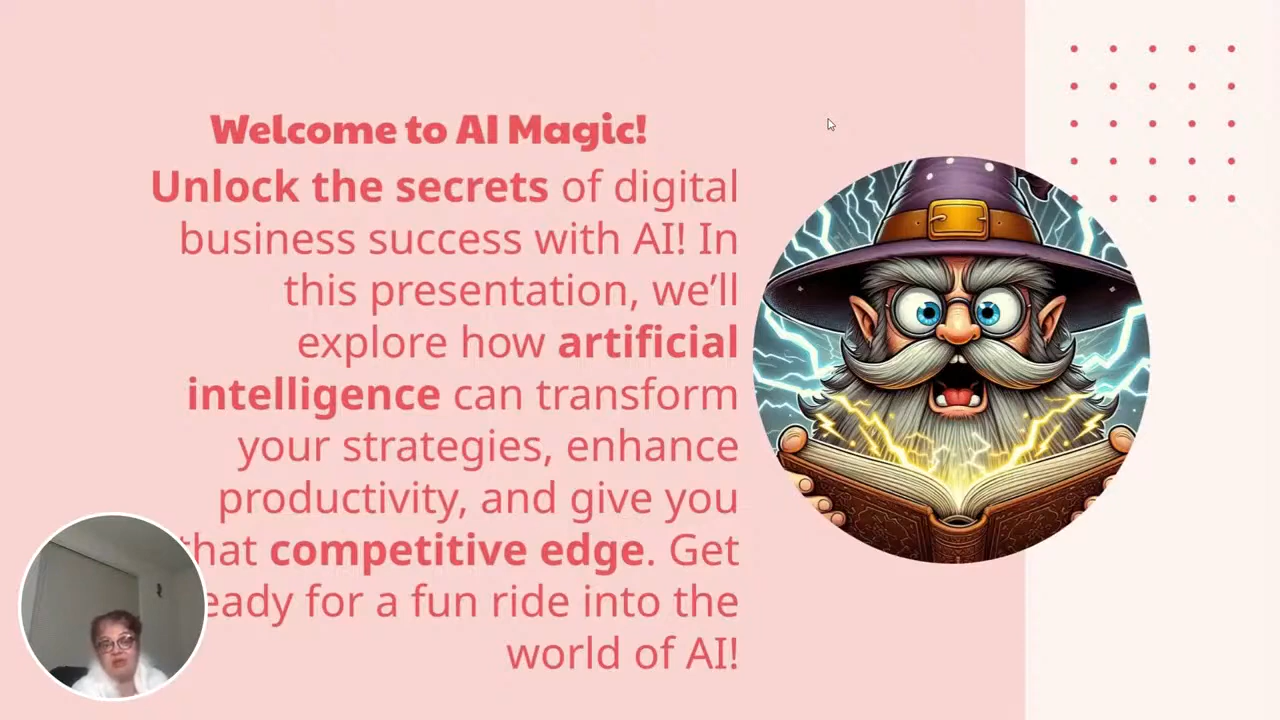 Welcome to AI Magic!
Unlock the secrets of digital
business success with AI! In
this presentation, we’ll
explore how artificial
intelligence can transform
your strategies, enhance
productivity, and give you
that competitive edge. Get
eady for a fun ride into the
world of AI!